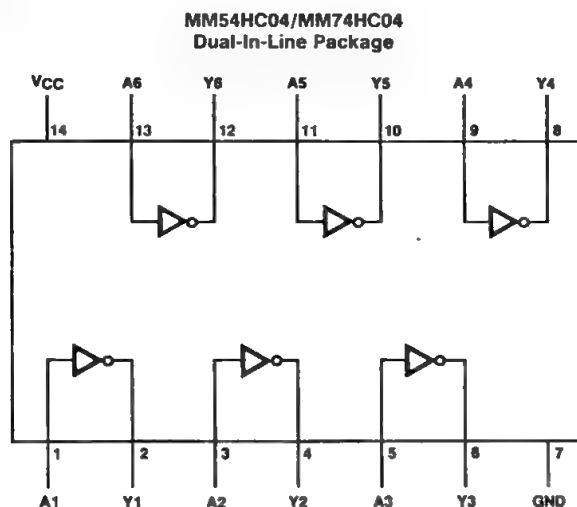 MM54HC04/MM74HC04
Dual-In-Line Package
VCC A6 Y6 A5 Y5 A4 Y4
14 13 12 11 10 9 8
1 2 3 4 5 6 7
A1 Y1 A2 Y2 A3 Y3 GND